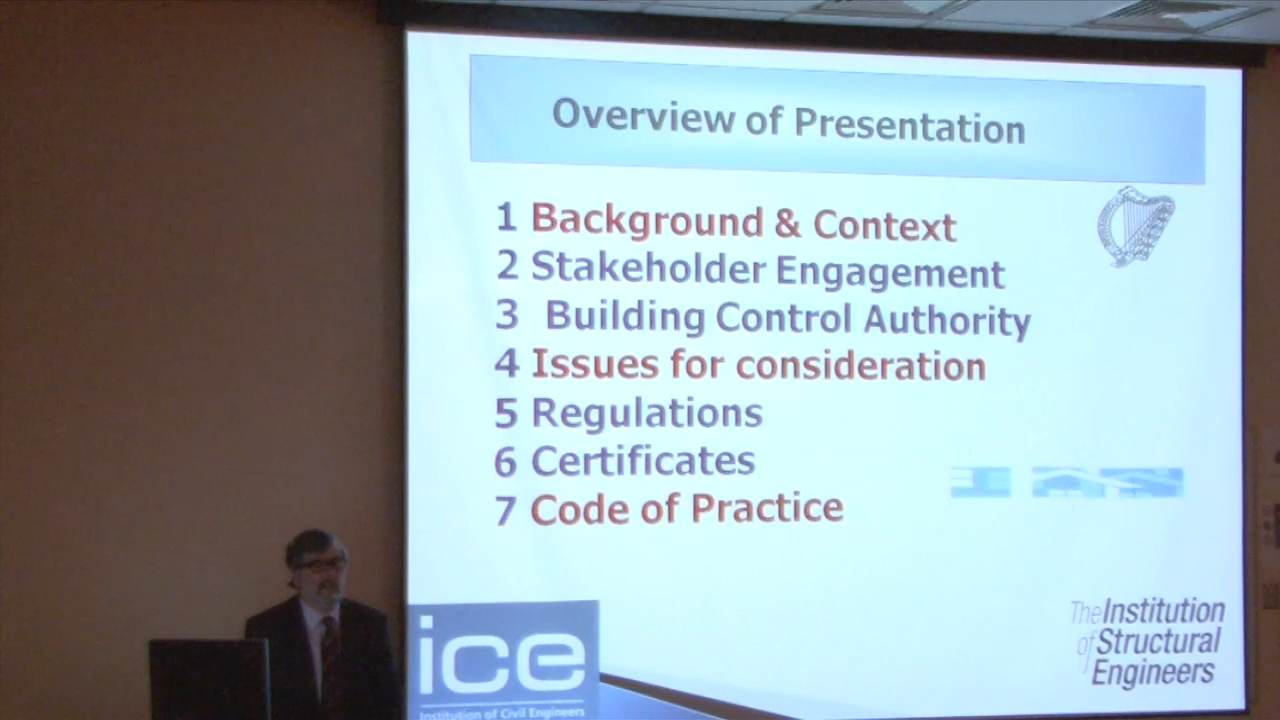 Overview of Presentation
1 Background & Context
2 Stakeholder Engagement
3 Building Control Authority
4 Issues for consideration
5 Regulations
6 Certificates
7 Code of Practice
ice
Institution of Civil Engineers
The Institution
of Structural
Engineers